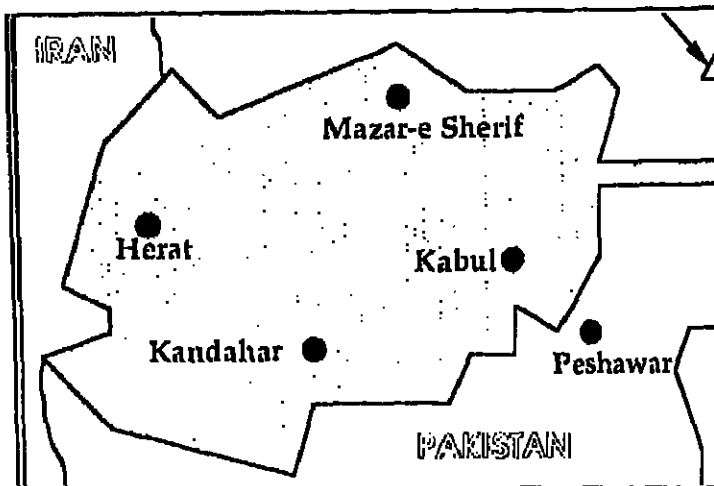 IRAN
Mazar-e Sherif
Herat
Kabul
Kandahar
Peshawar
PAKISTAN